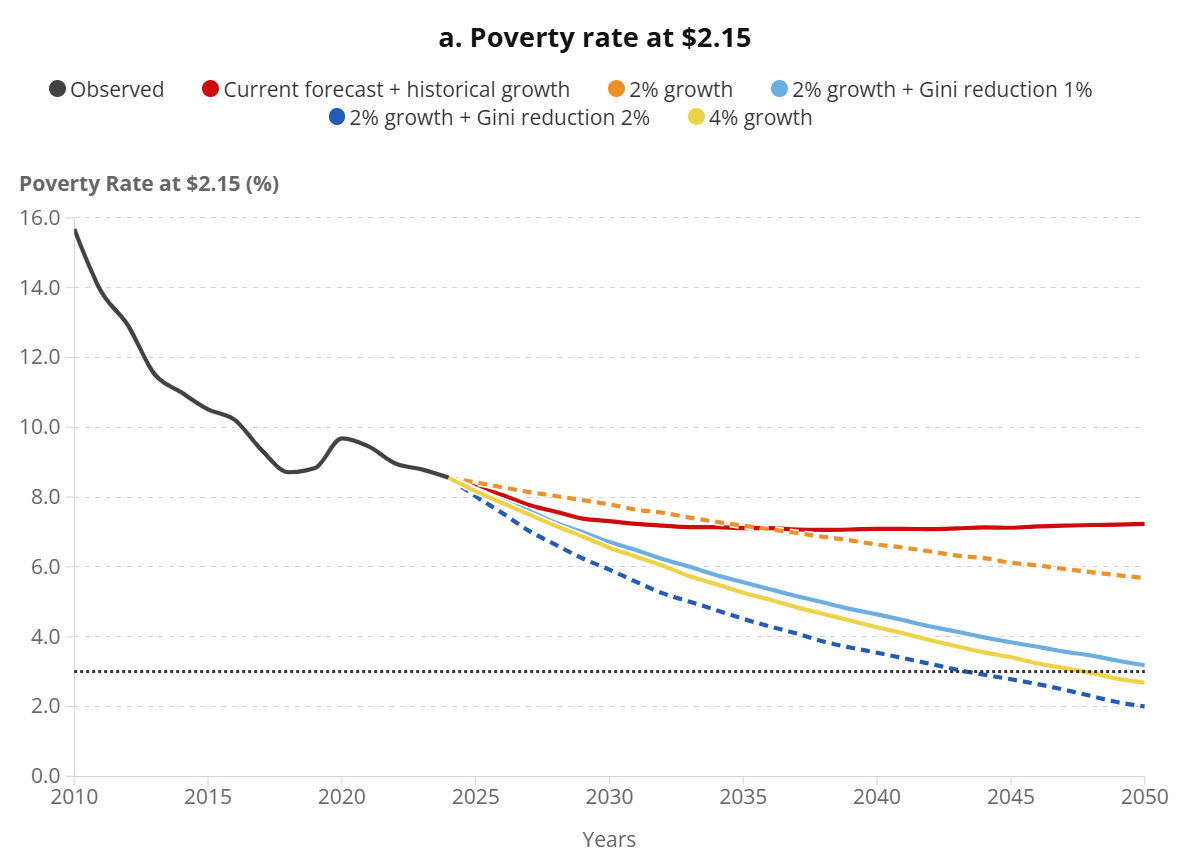 a. Poverty rate at $2.15
Observed Current forecast + historical growth 2% growth 2% growth + Gini reduction 1%
2% growth + Gini reduction 2% 4% growth
Poverty Rate at $2.15 (%)
16.0
14.0
12.0
10.0
8.0
6.0
4.0
2.0
0.0
2010 2015 2020 2025 2030 2035 2040 2045 2050
Years